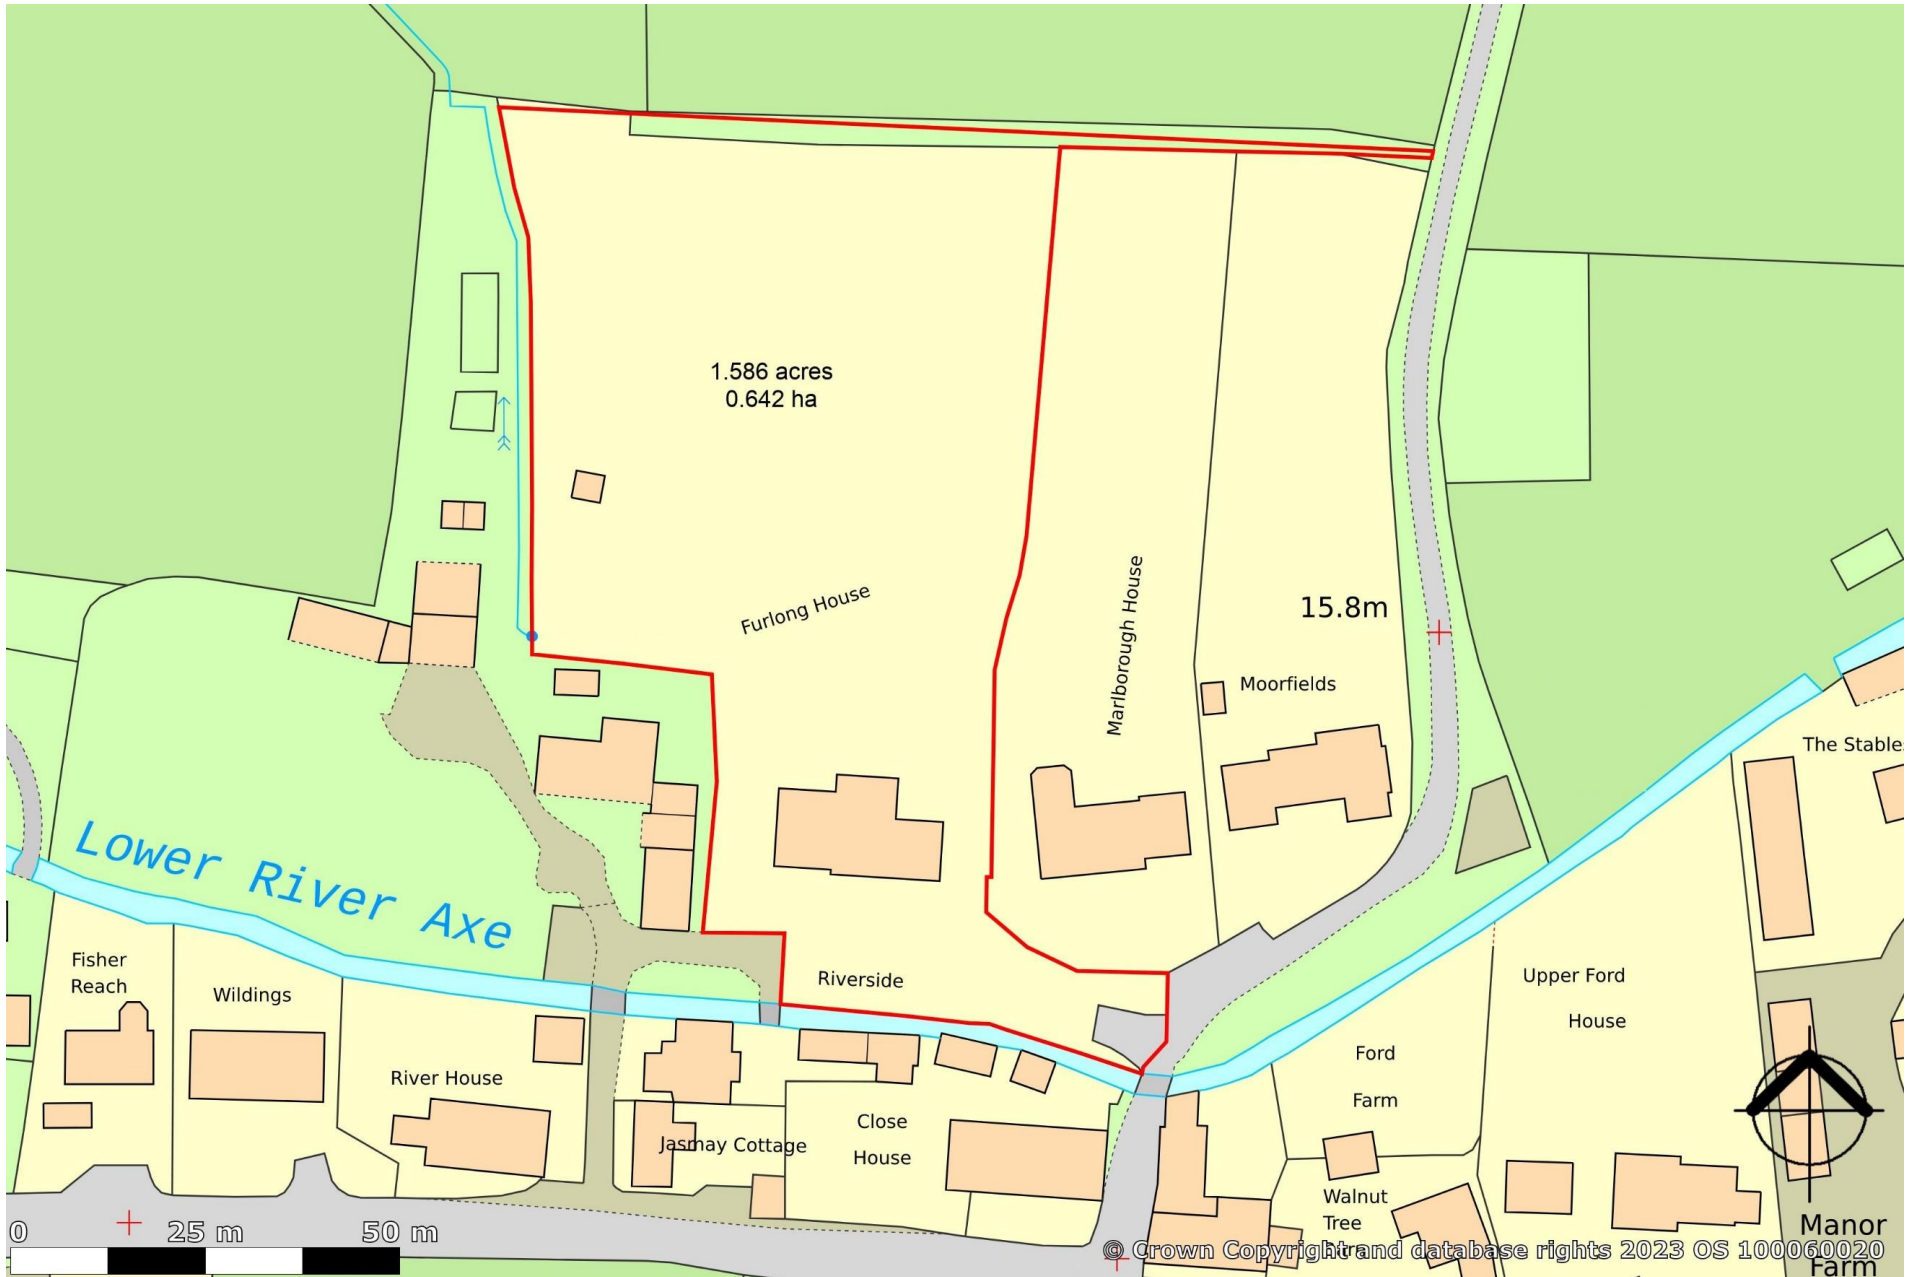 1.586 acres
0.642 ha
Furlong House
Marlborough House
15.8m
Moorfields
The Stable
Lower River Axe
Fisher
Reach
Wildings
Riverside
Upper Ford
House
River House
Ford
Farm
Close
House
Jasmay Cottage
Walnut
Tree
Manor
Farm
0 25 m 50 m
© Crown Copyright and database rights 2023 OS 100060020